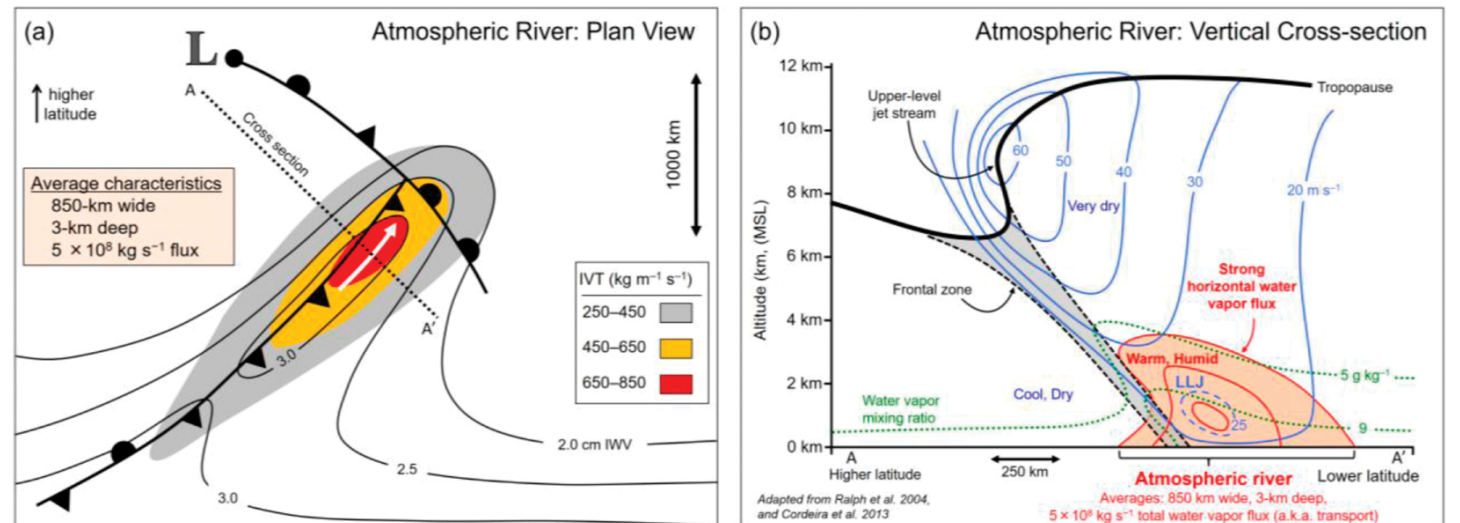 (a)
Atmospheric River: Plan View
L
A
higher
latitude
Cross section
1000 km
Average characteristics
850-km wide
3-km deep
5 × 10⁸ kg s⁻¹ flux
A'
IVT (kg m⁻¹ s⁻¹)
250–450
450–650
650–850
3.0
2.0 cm IWV
2.5
3.0
(b)
Atmospheric River: Vertical Cross-section
12 km
10 km
8 km
6 km
4 km
2 km
0 km
Altitude (km, (MSL)
Tropopause
Upper-level
jet stream
60
50
40
30
20 m s⁻¹
Very dry
Frontal zone
Strong
horizontal water
vapor flux
Warm, Humid
LLJ
25
5 g kg⁻¹
9
Cool, Dry
Water vapor
mixing ratio
A
Higher latitude
250 km
A'
Lower latitude
Atmospheric river
Averages: 850 km wide, 3-km deep,
5 × 10⁸ kg s⁻¹ total water vapor flux (a.k.a. transport)
Adapted from Ralph et al. 2004,
and Cordeira et al. 2013